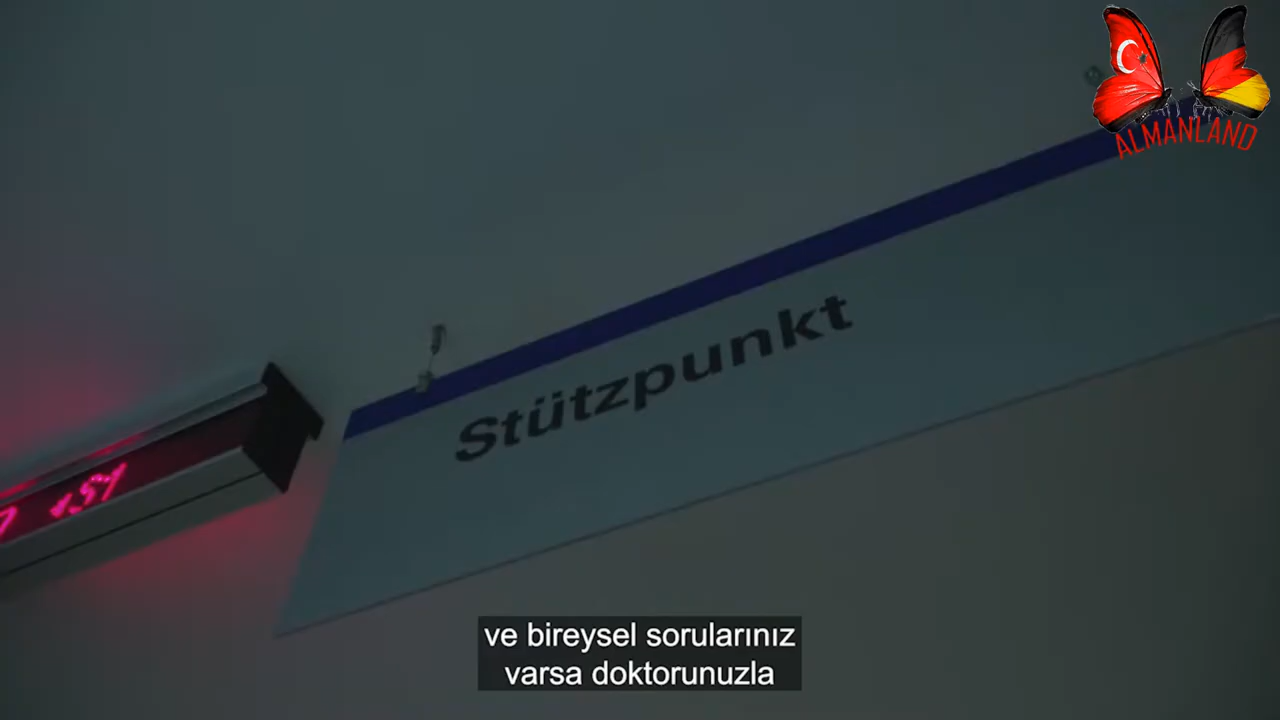 ALMANLAND
Stützpunkt
ve bireysel sorularınız
varsa doktorunuzla